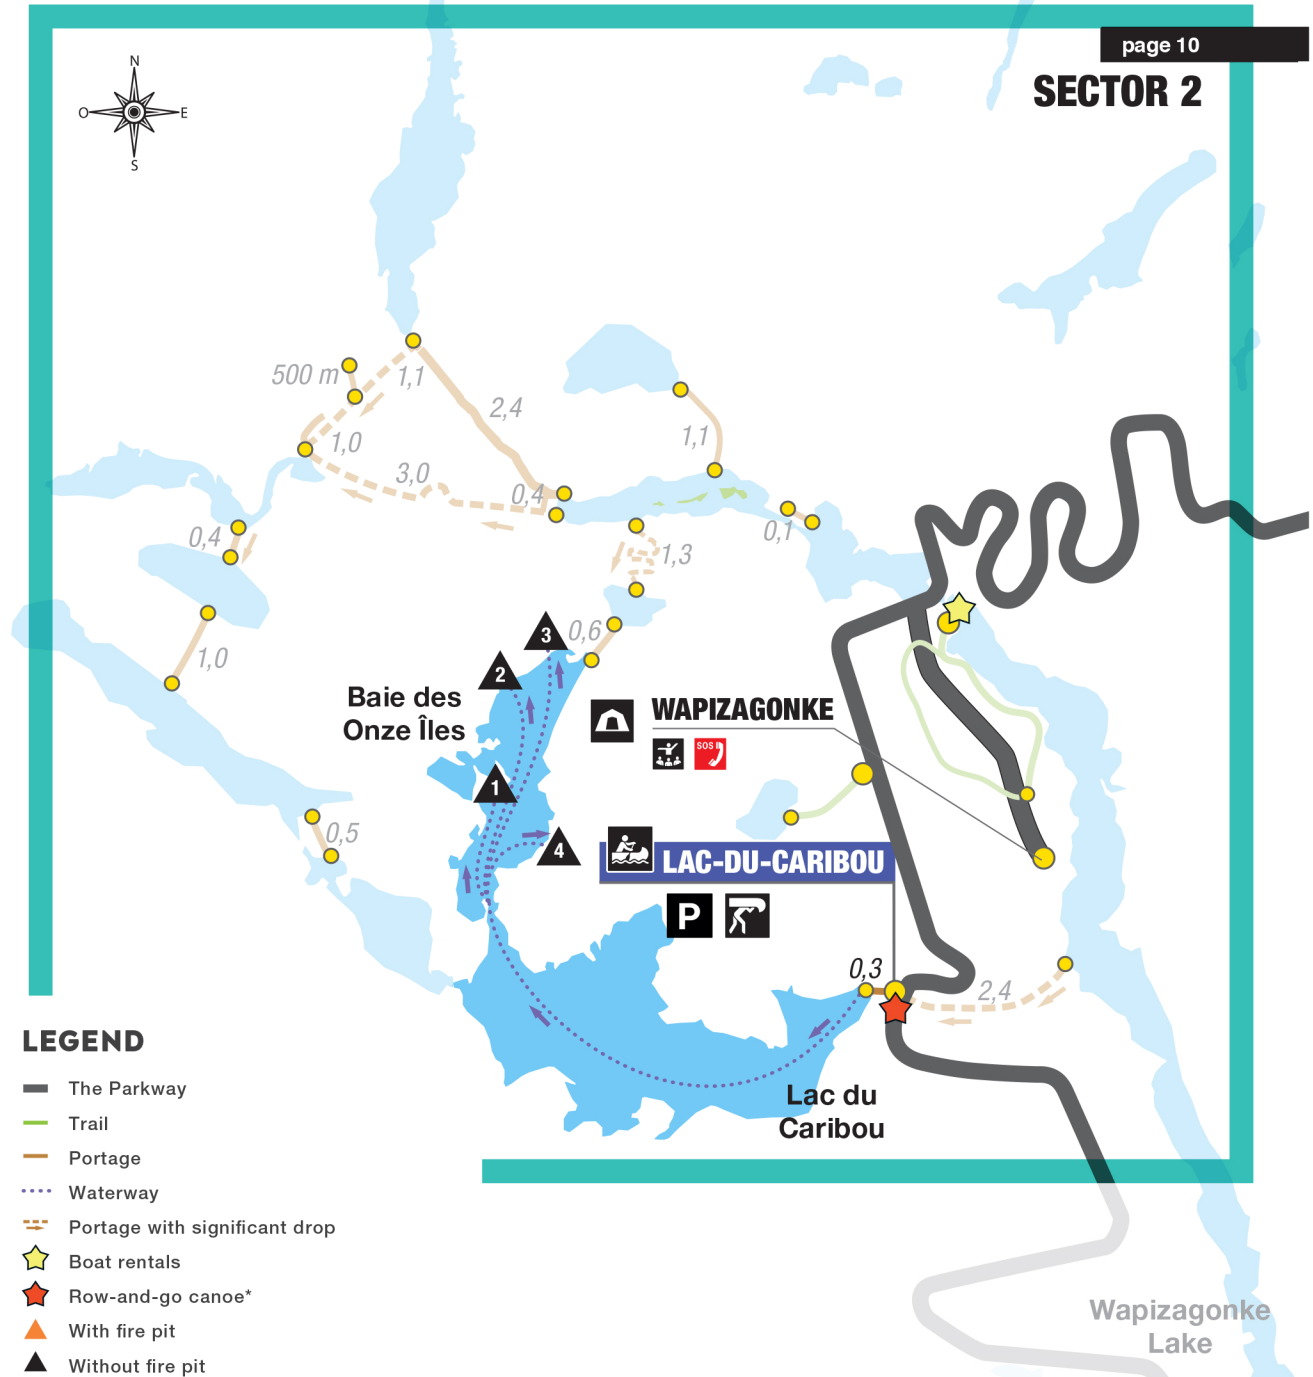 page 10
SECTOR 2
N
O
E
S
500 m
1,1
2,4
1,0
1,1
3,0
0,4
0,4
0,1
1,3
3
0,6
2
1,0
Baie des
Onze Îles
WAPIZAGONKE
SOS
1
0,5
4
LAC-DU-CARIBOU
P
0,3
2,4
Lac du
Caribou
LEGEND
The Parkway
Trail
Portage
Waterway
Portage with significant drop
Boat rentals
Row-and-go canoe*
With fire pit
Without fire pit
Wapizagonke
Lake